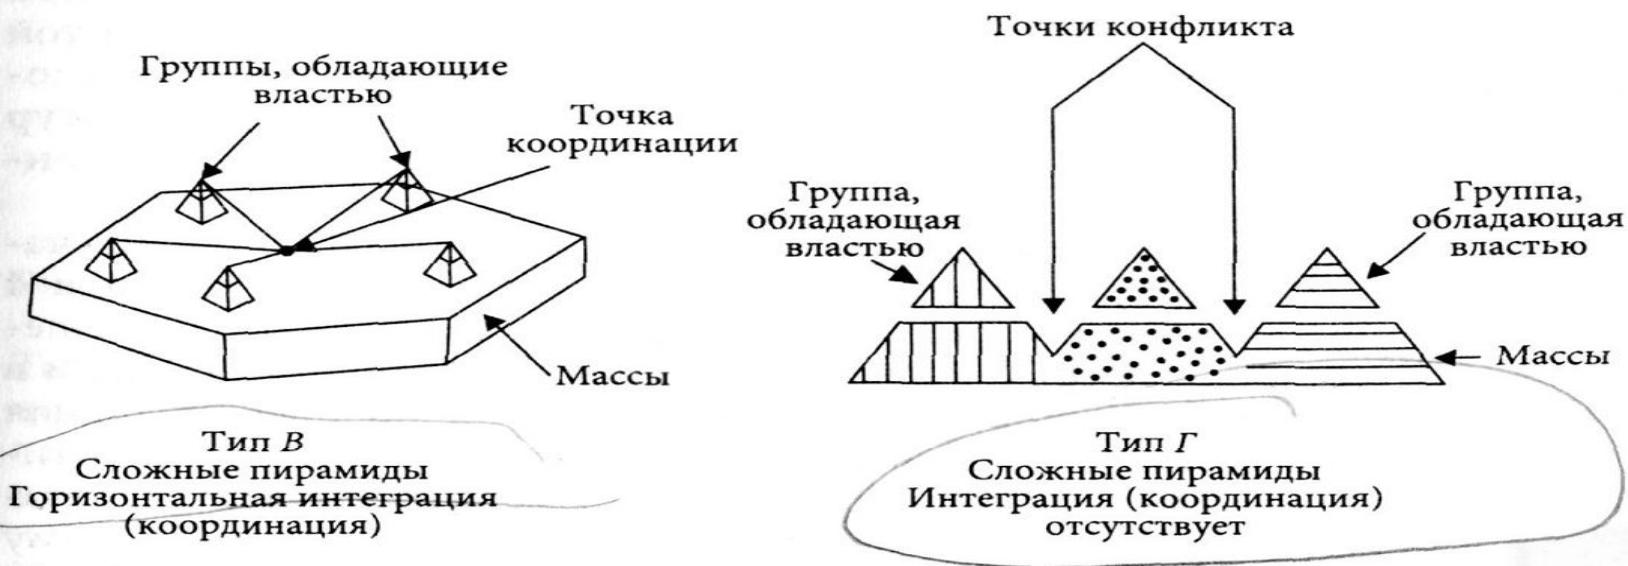 Группы, обладающие
властью
Точка
координации
Массы
Тип В
Сложные пирамиды
Горизонтальная интеграция
(координация)
Точки конфликта
Группа,
обладающая
властью
Группа,
обладающая
властью
Массы
Тип Г
Сложные пирамиды
Интеграция (координация)
отсутствует